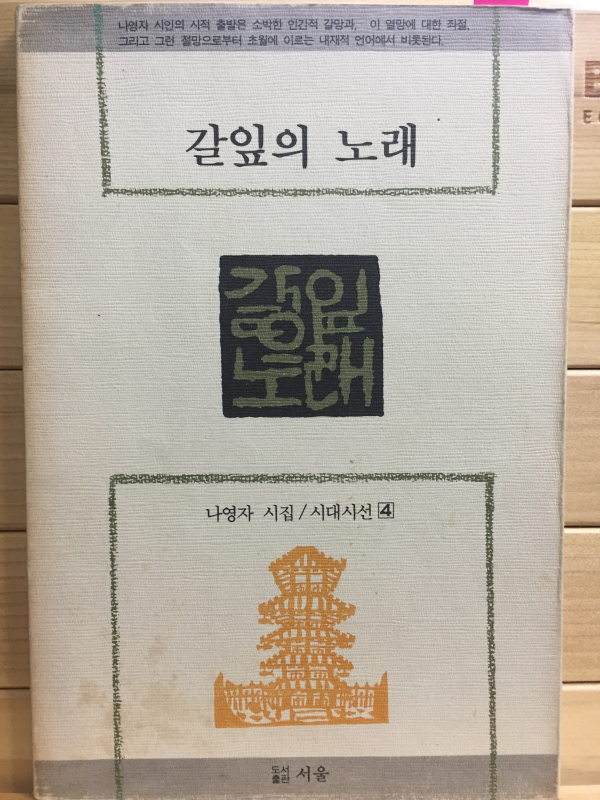 나영자 시인의 시적 출발은 소박한 인간적 갈망과, 이 열망에 대한 좌절,
그리고 그런 절망으로부터 초월에 이르는 내재적 언어에서 비롯된다.
갈잎의 노래
갈잎
의
노래
나영자 시집/시대시선 4
도서
출판 서울